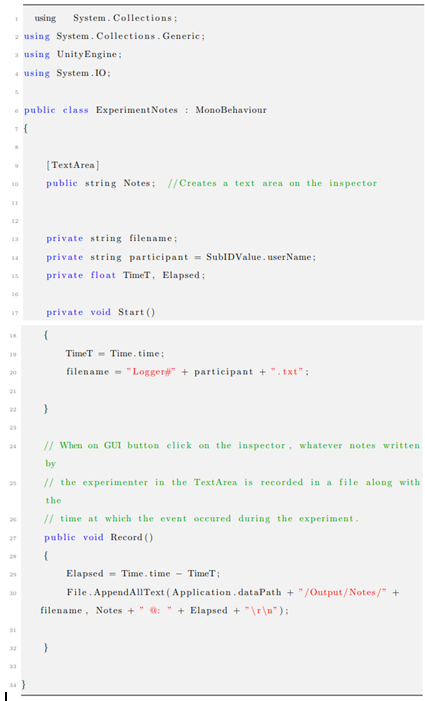 1 using System.Collections;
2 using System.Collections.Generic;
3 using UnityEngine;
4 using System.IO;
5
6 public class ExperimentNotes : MonoBehaviour
7 {
8
9 [TextArea]
10 public string Notes; //Creates a text area on the inspector
11
12
13 private string filename;
14 private string participant = SubIDValue.userName;
15 private float TimeT, Elapsed;
16
17 private void Start()
18 {
19 TimeT = Time.time;
20 filename = "Logger#" + participant + ".txt";
21
22 }
23
24 // When on GUI button click on the inspector, whatever notes written
by
25 // the experimenter in the TextArea is recorded in a file along with
the
26 // time at which the event occured during the experiment.
27 public void Record()
28 {
29 Elapsed = Time.time − TimeT;
30 File.AppendAllText(Application.dataPath + "/Output/Notes/" +
filename, Notes + " @: " + Elapsed + "\r\n");
31
32 }
33
34 }